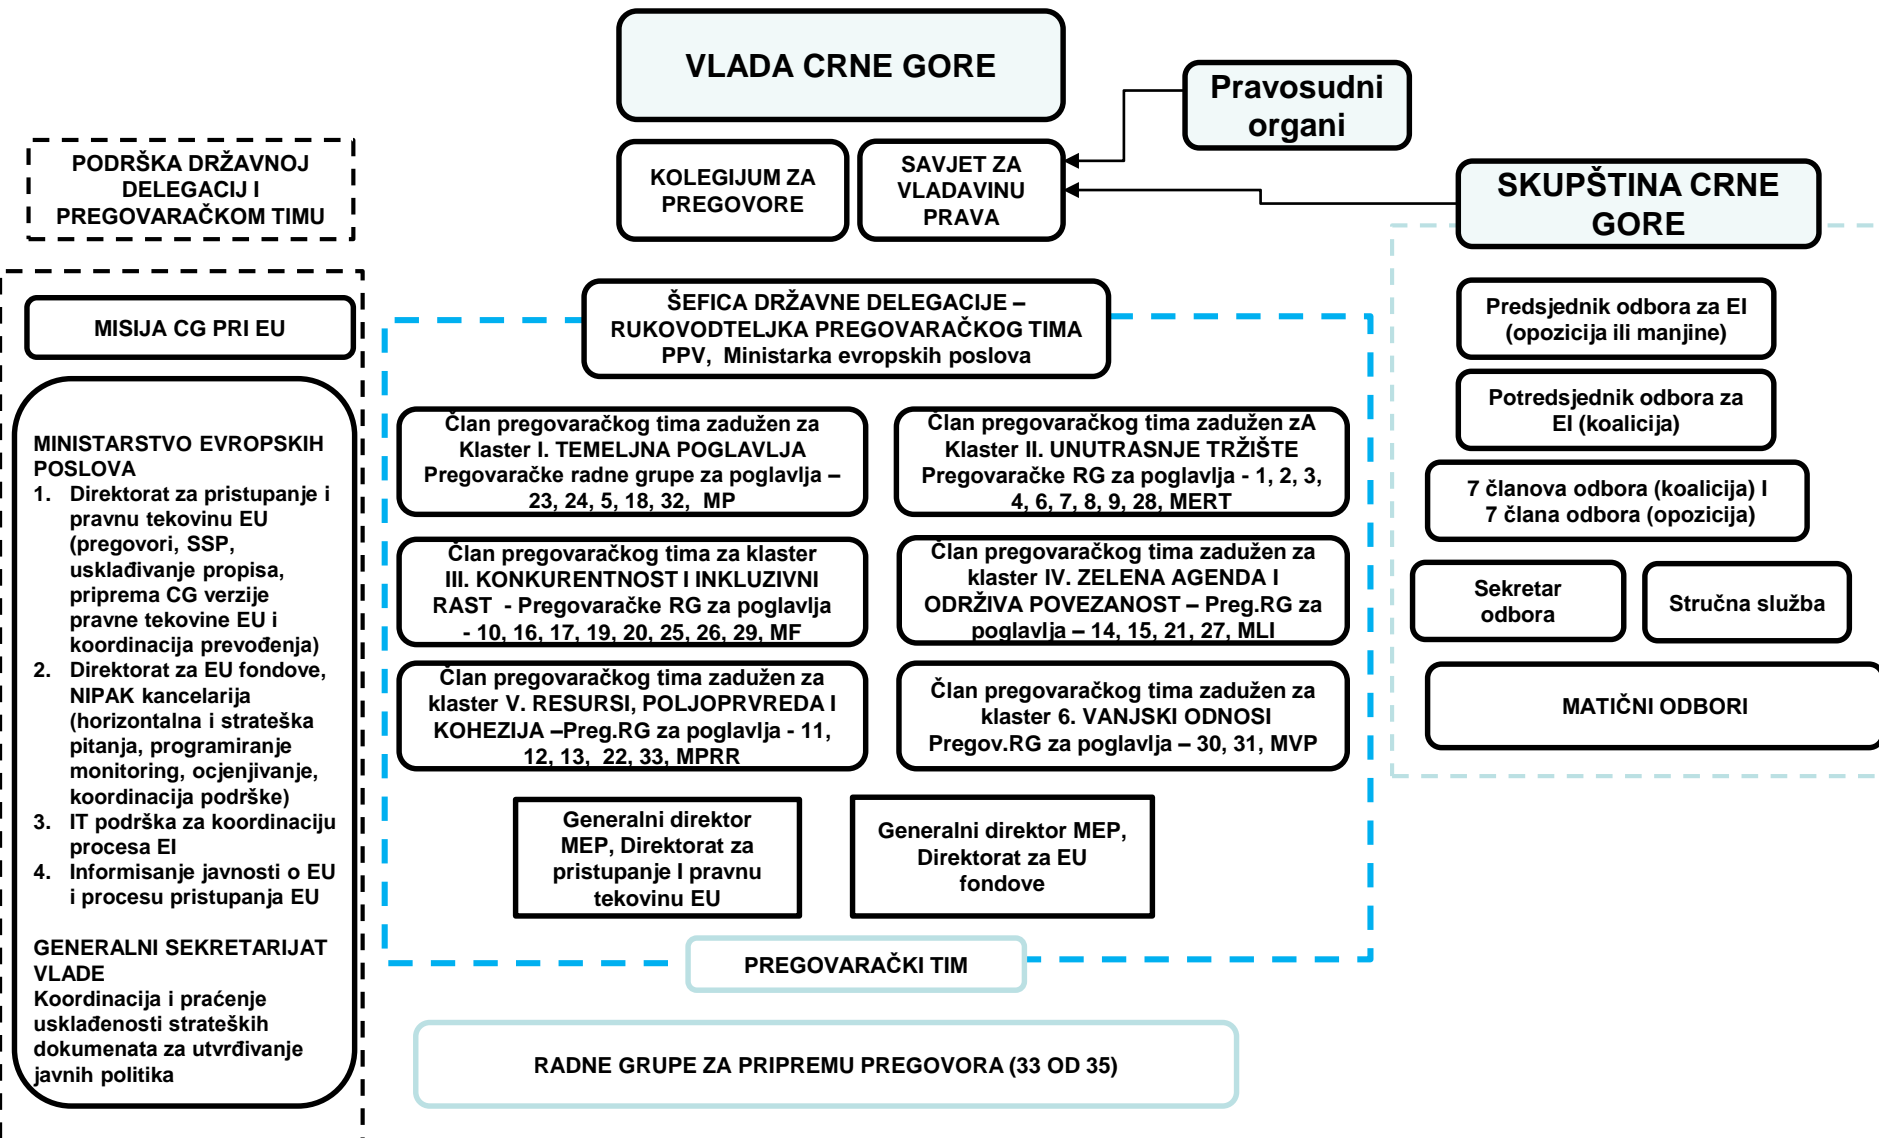 VLADA CRNE GORE
Pravosudni
organi
KOLEGIJUM ZA
PREGOVORE
SAVJET ZA
VLADAVINU
PRAVA
SKUPŠTINA CRNE
GORE
PODRŠKA DRŽAVNOJ
DELEGACIJ I
PREGOVARAČKOM TIMU
MISIJA CG PRI EU
MINISTARSTVO EVROPSKIH
POSLOVA
1. Direktorat za pristupanje i
pravnu tekovinu EU
(pregovori, SSP,
usklađivanje propisa,
priprema CG verzije
pravne tekovine EU i
koordinacija prevođenja)
2. Direktorat za EU fondove,
NIPAK kancelarija
(horizontalna i strateška
pitanja, programiranje
monitoring, ocjenjivanje,
koordinacija podrške)
3. IT podrška za koordinaciju
procesa EI
4. Informisanje javnosti o EU
i procesu pristupanja EU
GENERALNI SEKRETARIJAT
VLADE
Koordinacija i praćenje
usklađenosti strateških
dokumenata za utvrđivanje
javnih politika
ŠEFICA DRŽAVNE DELEGACIJE –
RUKOVODTELJKA PREGOVARAČKOG TIMA
PPV, Ministarka evropskih poslova
Član pregovaračkog tima zadužen za
Klaster I. TEMELJNA POGLAVLJA
Pregovaračke radne grupe za poglavlja –
23, 24, 5, 18, 32, MP
Član pregovaračkog tima zadužen zA
Klaster II. UNUTRASNJE TRŽIŠTE
Pregovaračke RG za poglavlja - 1, 2, 3,
4, 6, 7, 8, 9, 28, MERT
Član pregovaračkog tima za klaster
III. KONKURENTNOST I INKLUZIVNI
RAST - Pregovaračke RG za poglavlja
- 10, 16, 17, 19, 20, 25, 26, 29, MF
Član pregovaračkog tima zadužen za
klaster IV. ZELENA AGENDA I
ODRŽIVA POVEZANOST – Preg.RG za
poglavlja – 14, 15, 21, 27, MLI
Član pregovaračkog tima zadužen za
klaster V. RESURSI, POLJOPRVREDA I
KOHEZIJA –Preg.RG za poglavlja - 11,
12, 13, 22, 33, MPRR
Član pregovaračkog tima zadužen za
klaster 6. VANJSKI ODNOSI
Pregov.RG za poglavlja – 30, 31, MVP
Generalni direktor
MEP, Direktorat za
pristupanje I pravnu
tekovinu EU
Generalni direktor MEP,
Direktorat za EU
fondove
PREGOVARAČKI TIM
RADNE GRUPE ZA PRIPREMU PREGOVORA (33 OD 35)
Predsjednik odbora za EI
(opozicija ili manjine)
Potredsjednik odbora za
EI (koalicija)
7 članova odbora (koalicija) I
7 člana odbora (opozicija)
Sekretar
odbora
Stručna služba
MATIČNI ODBORI